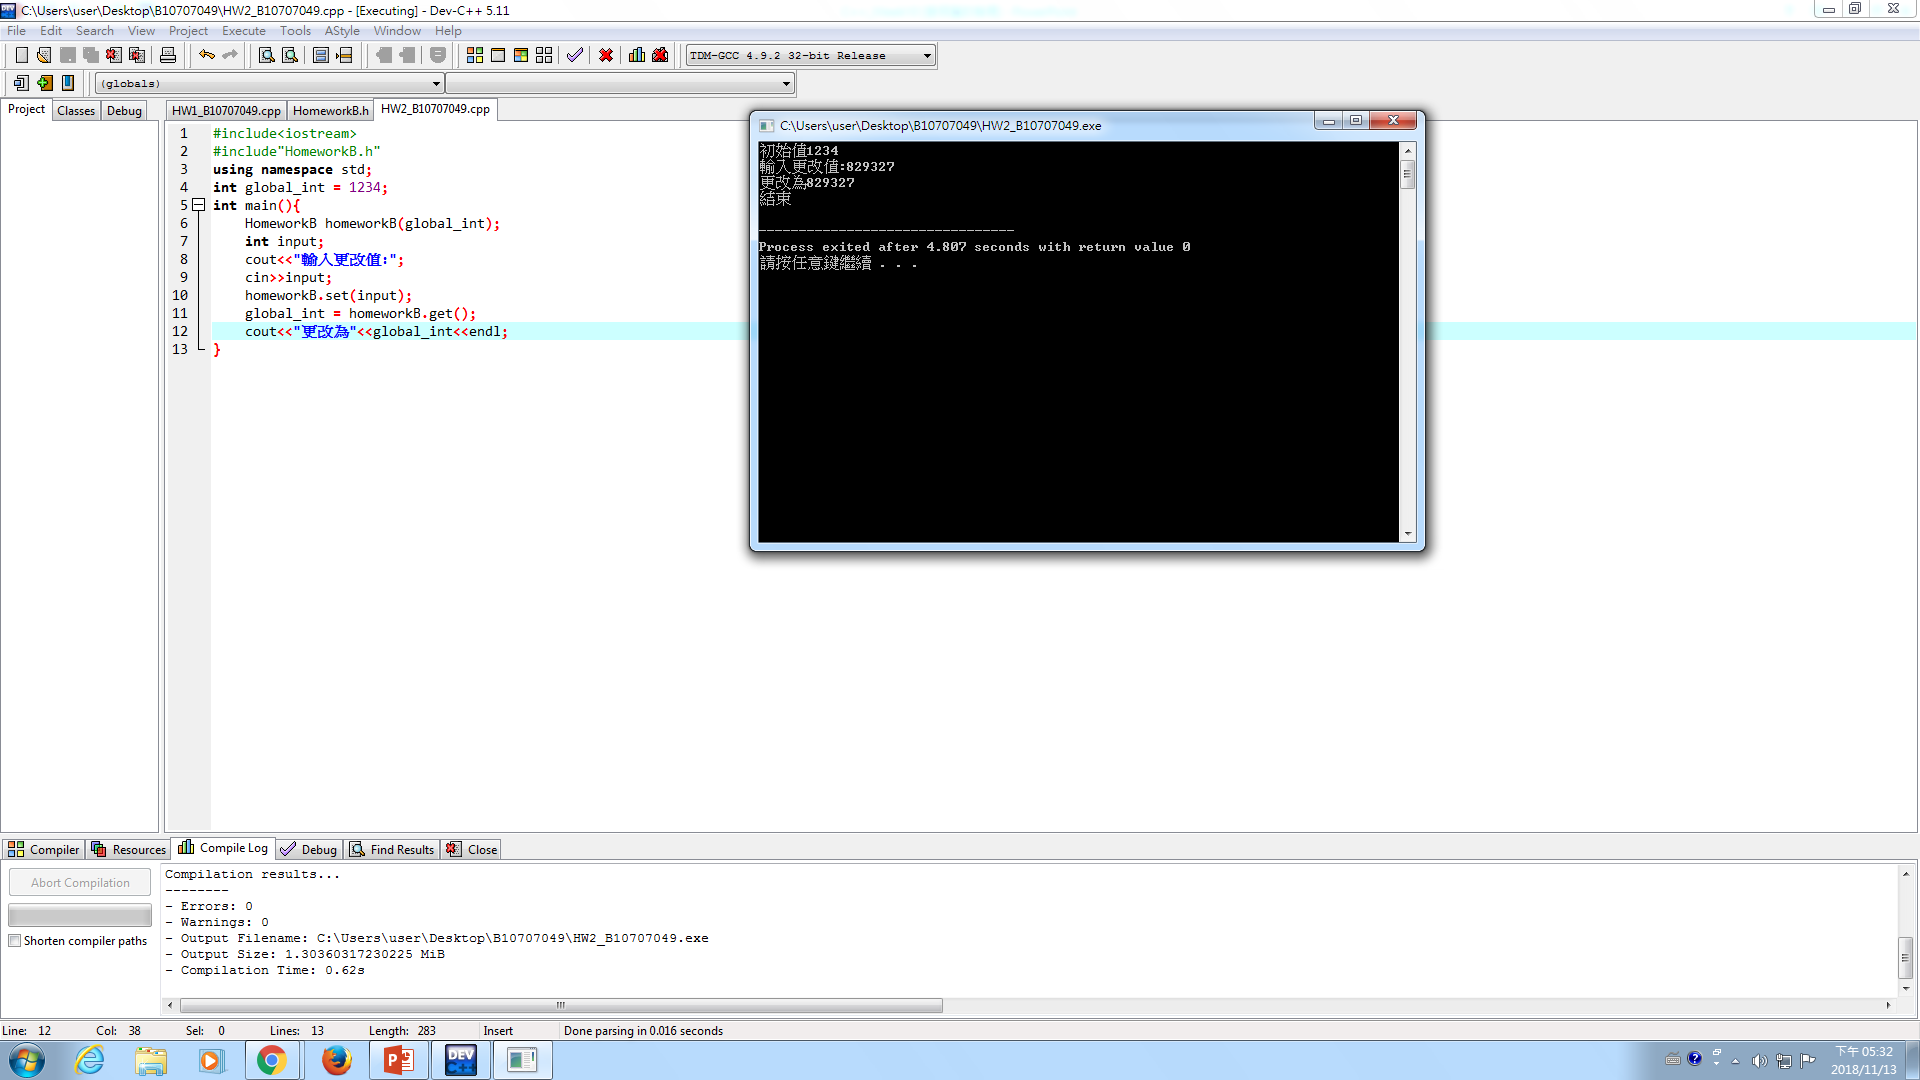 C:\Users\user\Desktop\B10707049\HW2_B10707049.cpp - [Executing] - Dev-C++ 5.11
File Edit Search View Project Execute Tools AStyle Window Help
TDM-GCC 4.9.2 32-bit Release
(globals)
Project Classes Debug
HW1_B10707049.cpp HomeworkB.h HW2_B10707049.cpp
1 #include<iostream>
2 #include"HomeworkB.h"
3 using namespace std;
4 int global_int = 1234;
5 int main(){
6 HomeworkB homeworkB(global_int);
7 int input;
8 cout<<"輸入更改值:";
9 cin>>input;
10 homeworkB.set(input);
11 global_int = homeworkB.get();
12 cout<<"更改為"<<global_int<<endl;
13 }
C:\Users\user\Desktop\B10707049\HW2_B10707049.exe
初始值1234
輸入更改值:829327
更改為829327
結束
--------------------------------
Process exited after 4.807 seconds with return value 0
請按任意鍵繼續 . . .
Compiler Resources Compile Log Debug Find Results Close
Abort Compilation
Shorten compiler paths
Compilation results...
--------
- Errors: 0
- Warnings: 0
- Output Filename: C:\Users\user\Desktop\B10707049\HW2_B10707049.exe
- Output Size: 1.30360317230225 MiB
- Compilation Time: 0.62s
Line: 12 Col: 38 Sel: 0 Lines: 13 Length: 283 Insert Done parsing in 0.016 seconds
DEV C++
下午 05:32
2018/11/13